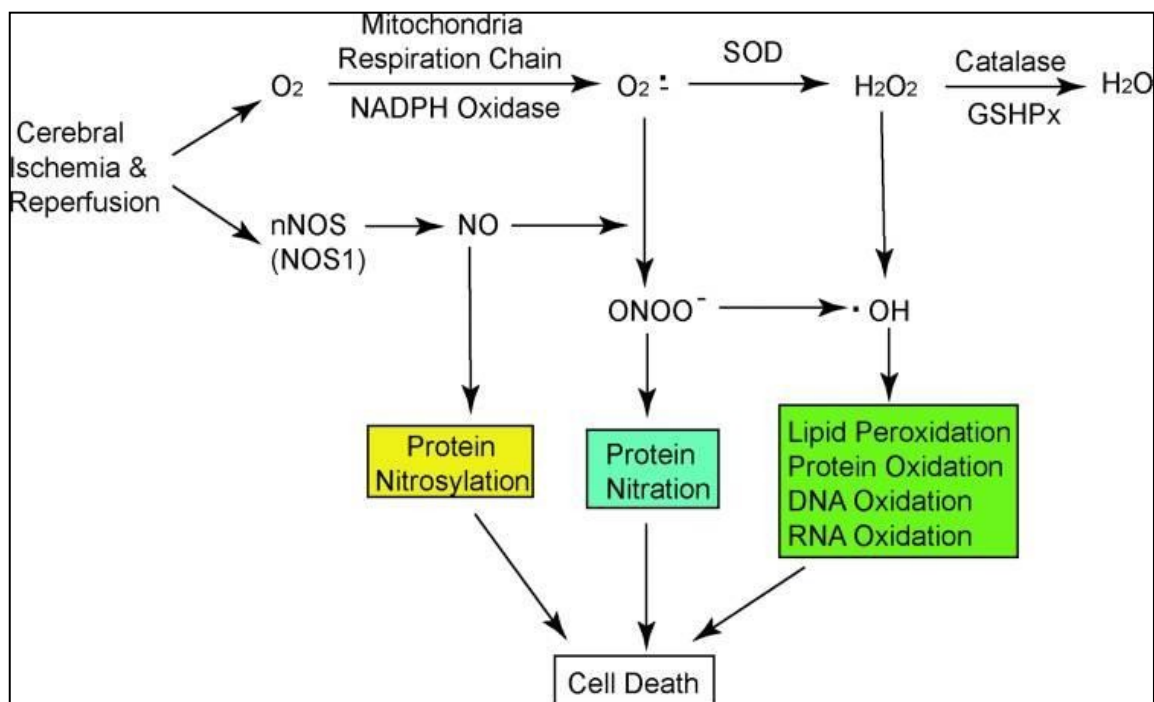 Mitochondria
Respiration Chain
O₂
NADPH Oxidase
O₂∸
SOD
H₂O₂
Catalase
GSHPx
H₂O
Cerebral
Ischemia &
Reperfusion
nNOS
(NOS1)
NO
ONOO⁻
· OH
Protein
Nitrosylation
Protein
Nitration
Lipid Peroxidation
Protein Oxidation
DNA Oxidation
RNA Oxidation
Cell Death